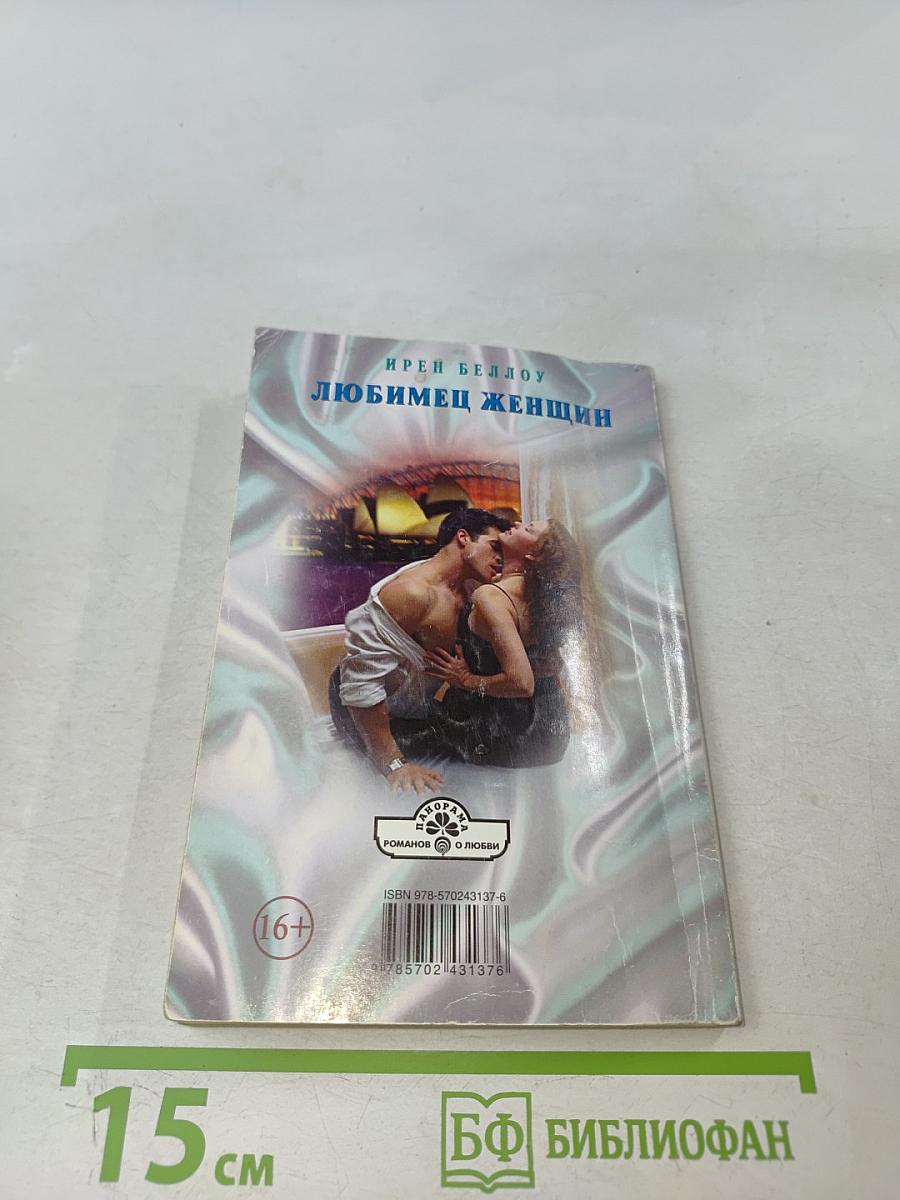 ИРЕН БЕЛЛОУ
ЛЮБИМЕЦ ЖЕНЩИН
ПАНОРАМА
РОМАНОВ О ЛЮБВИ
ISBN 978-570243137-6
16+
9 785702 431376
15 см
БФ БИБЛИОФАН